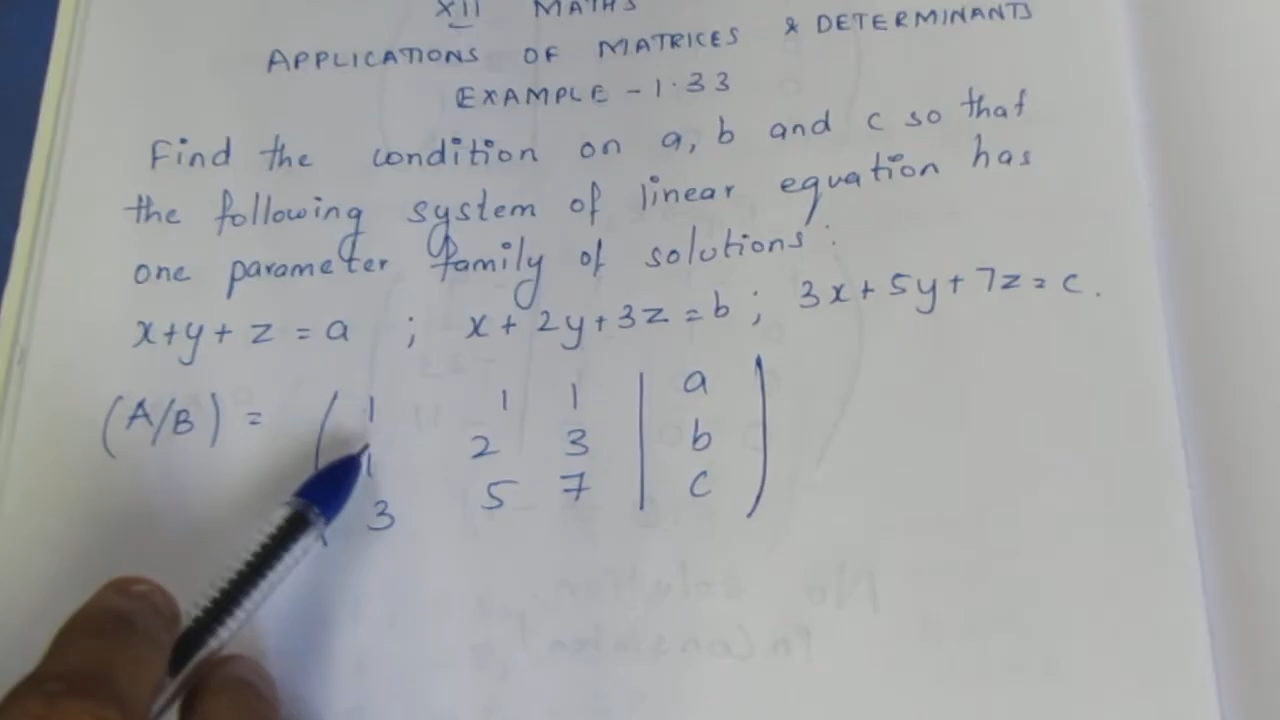 XII MATHS
APPLICATIONS OF MATRICES & DETERMINANTS
EXAMPLE - 1.33
Find the condition on a, b and c so that
the following system of linear equation has
one parameter family of solutions:
x+y+z=a ; x+2y+3z=b; 3x+5y+7z=c.
(A/B) = ( 1 1 1 | a )
1 2 3 | b
3 5 7 | c